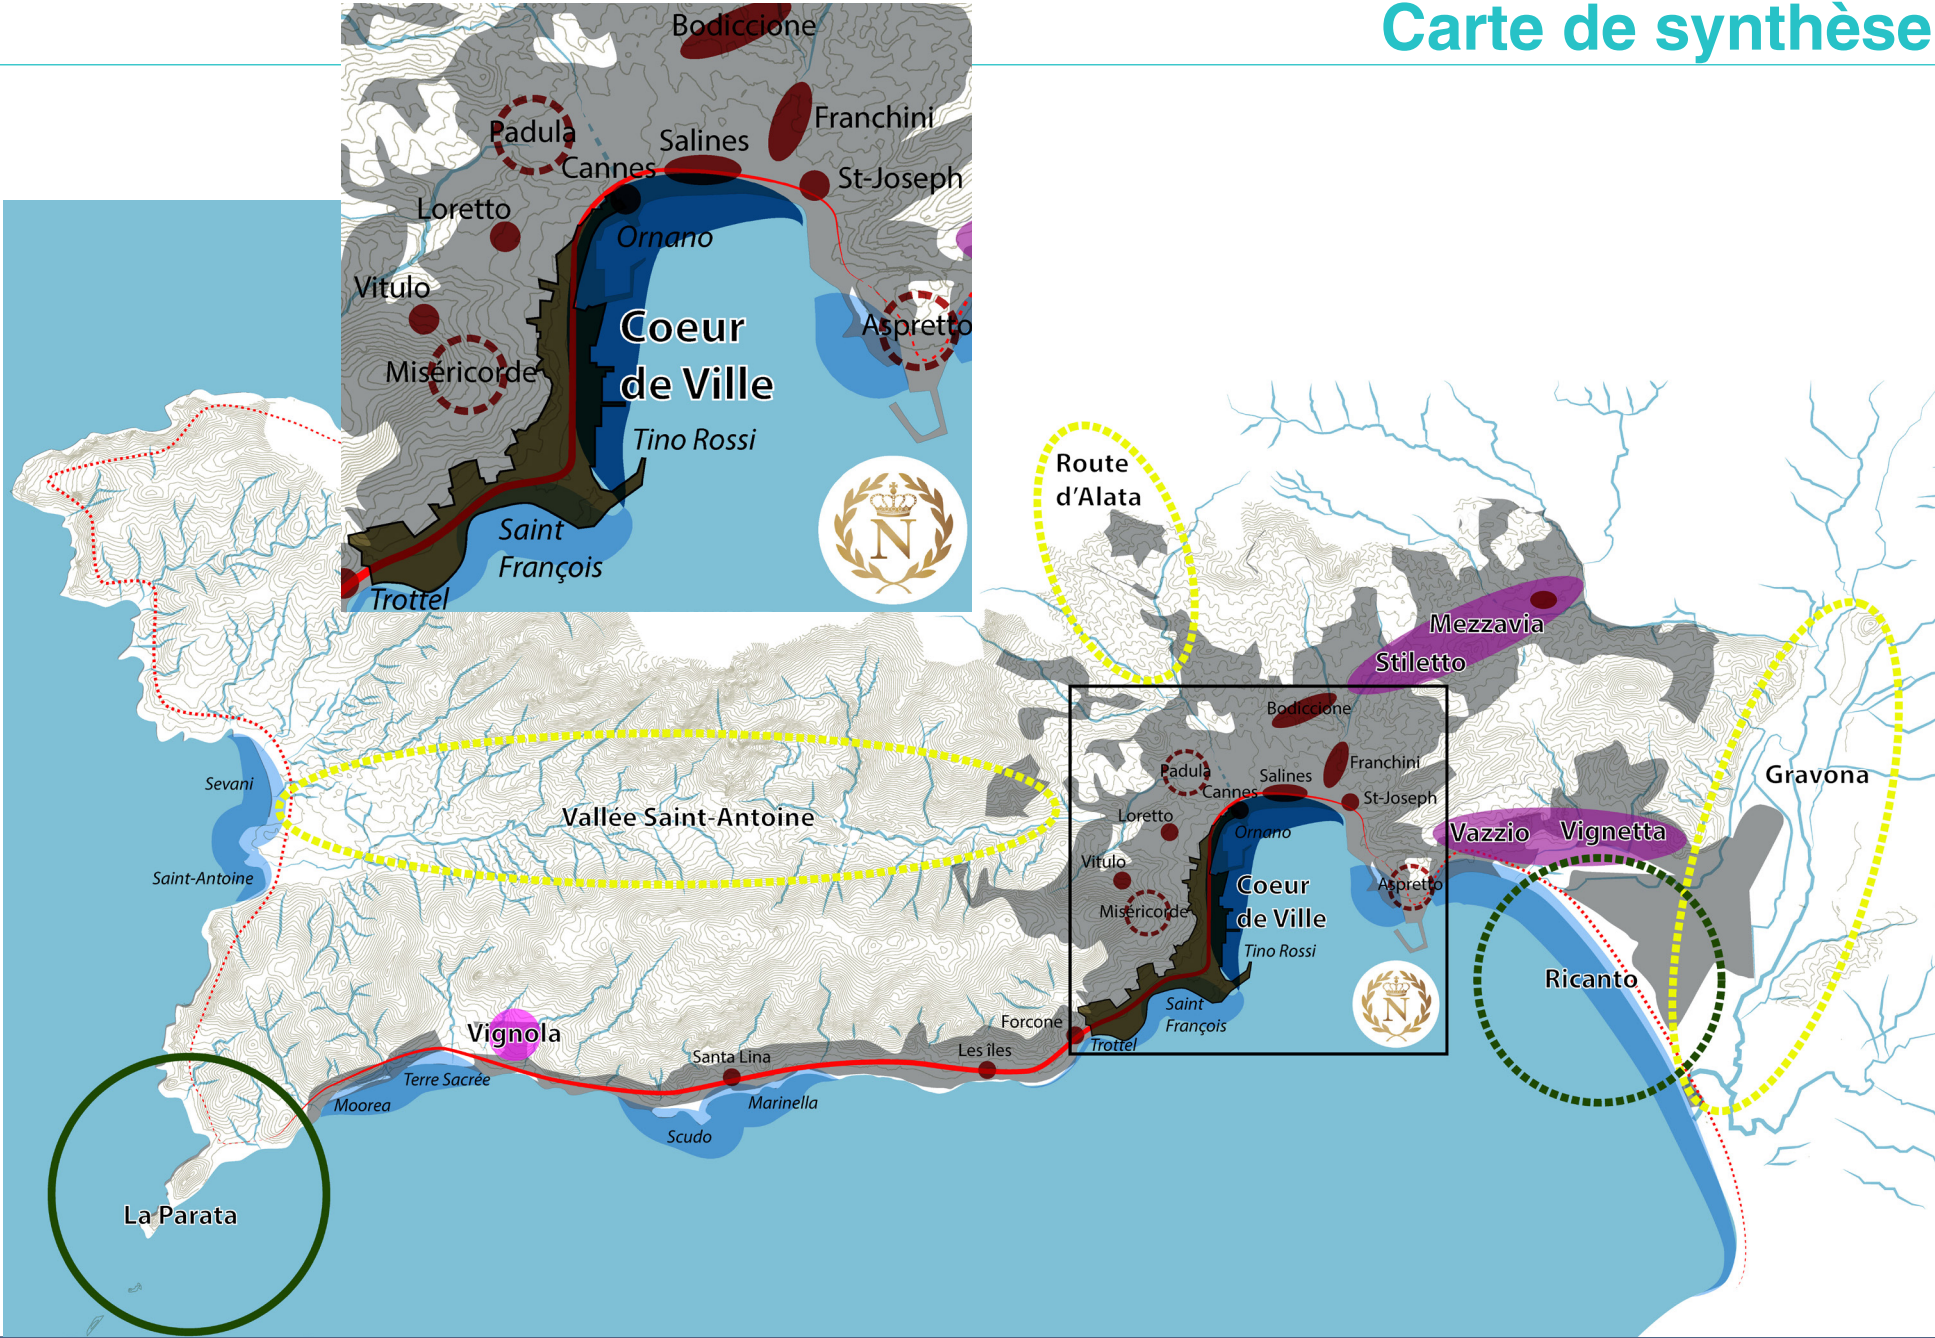 Carte de synthèse
Bodiccione
Franchini
Padula
Salines
Cannes
St-Joseph
Loretto
Ornano
Vitulo
Coeur
de Ville
Aspretto
Miséricorde
Tino Rossi
N
Saint
François
Trottel
Route
d'Alata
Mezzavia
Stiletto
Bodiccione
Franchini
Padula
Salines
Cannes
St-Joseph
Loretto
Ornano
Vitulo
Coeur
de Ville
Aspretto
Miséricorde
Tino Rossi
N
Saint
François
Trottel
Gravona
Vazzio
Vignetta
Ricanto
Sevani
Vallée Saint-Antoine
Saint-Antoine
Forcone
Vignola
Les îles
Santa Lina
Terre Sacrée
Moorea
Marinella
Scudo
La Parata